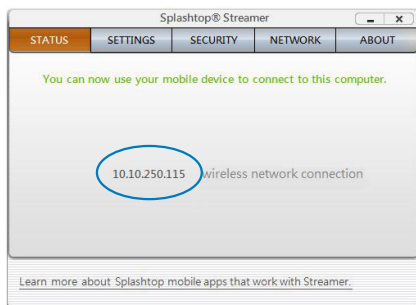 Splashtop® Streamer
STATUS SETTINGS SECURITY NETWORK ABOUT
You can now use your mobile device to connect to this computer.
10.10.250.115 wireless network connection
Learn more about Splashtop mobile apps that work with Streamer.